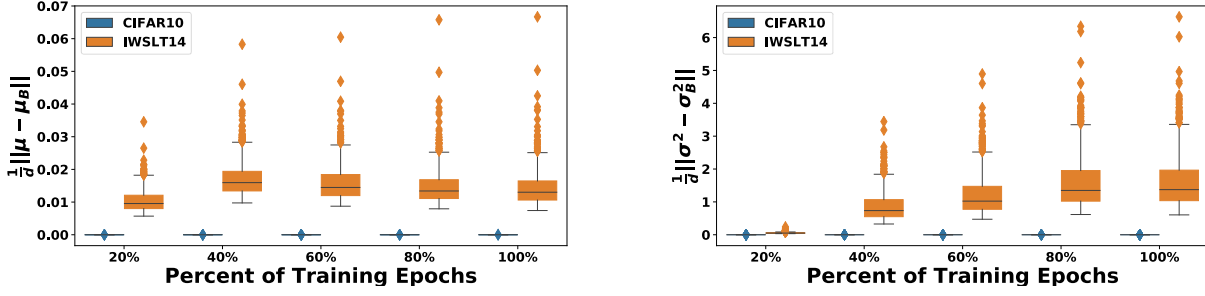 CIFAR10
IWSLT14
0.07
0.06
0.05
0.04
0.03
0.02
0.01
0.00
1/d ||μ − μ_B||
20% 40% 60% 80% 100%
Percent of Training Epochs
CIFAR10
IWSLT14
6
5
4
3
2
1
0
1/d ||σ² − σ²_B||
20% 40% 60% 80% 100%
Percent of Training Epochs